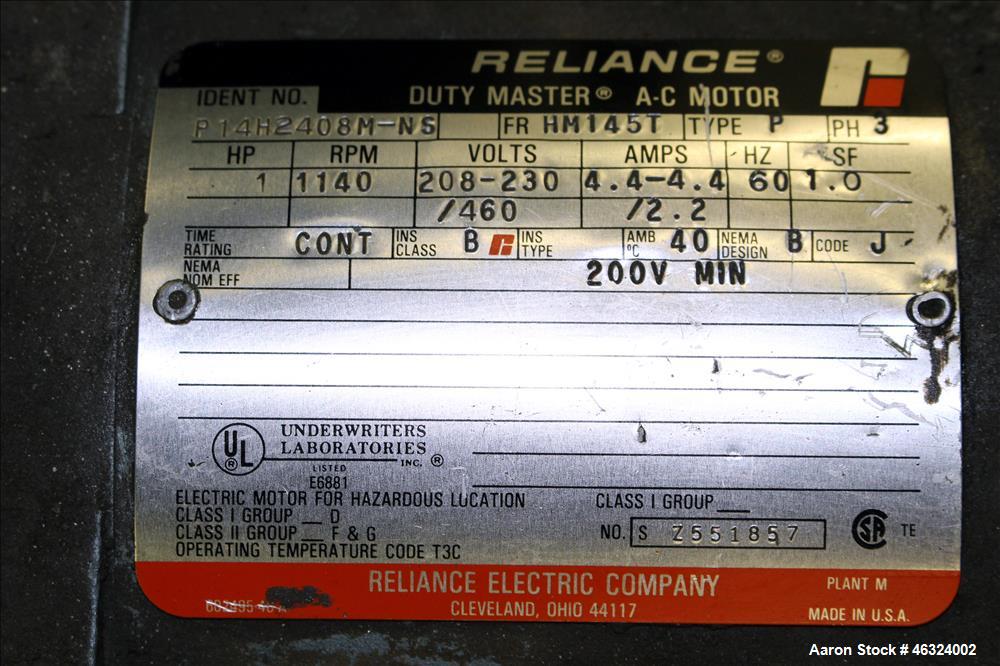 RELIANCE®
IDENT NO. DUTY MASTER® A-C MOTOR
P14H2408M-NS FR HM145T TYPE P PH 3
HP RPM VOLTS AMPS HZ SF
1 1140 208-230 4.4-4.4 60 1.0
/460 /2.2
TIME RATING CONT INS CLASS B INS TYPE AMB °C 40 NEMA DESIGN B CODE J
NEMA NOM EFF 200V MIN
UL ® UNDERWRITERS
LABORATORIES
INC. ®
LISTED
E6881
ELECTRIC MOTOR FOR HAZARDOUS LOCATION CLASS I GROUP
CLASS I GROUP D
CLASS II GROUP F & G NO. S Z551857 SA TE
OPERATING TEMPERATURE CODE T3C
RELIANCE ELECTRIC COMPANY PLANT M
CLEVELAND, OHIO 44117 MADE IN U.S.A.
Aaron Stock # 46324002